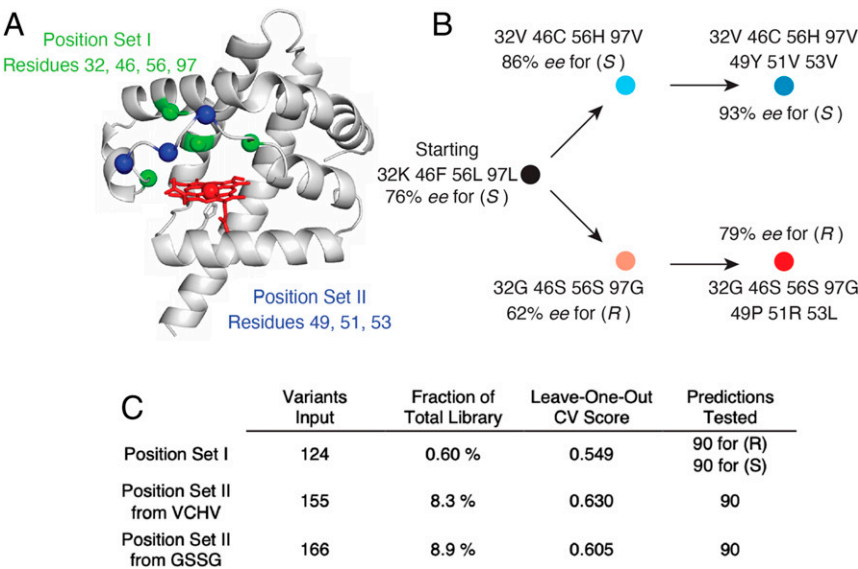 A
Position Set I
Residues 32, 46, 56, 97
Position Set II
Residues 49, 51, 53
B
32V 46C 56H 97V
86% ee for (S )
32V 46C 56H 97V
49Y 51V 53V
93% ee for (S )
Starting
32K 46F 56L 97L
76% ee for (S )
32G 46S 56S 97G
62% ee for (R )
79% ee for (R )
32G 46S 56S 97G
49P 51R 53L
C
Variants Input
Fraction of Total Library
Leave-One-Out CV Score
Predictions Tested
Position Set I 124 0.60 % 0.549 90 for (R)
90 for (S)
Position Set II
from VCHV 155 8.3 % 0.630 90
Position Set II
from GSSG 166 8.9 % 0.605 90